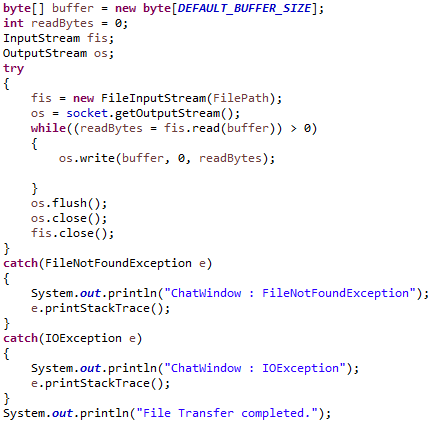 byte[] buffer = new byte[DEFAULT_BUFFER_SIZE];
int readBytes = 0;
InputStream fis;
OutputStream os;
try
{
    fis = new FileInputStream(FilePath);
    os = socket.getOutputStream();
    while((readBytes = fis.read(buffer)) > 0)
    {
        os.write(buffer, 0, readBytes);

    }
    os.flush();
    os.close();
    fis.close();
}
catch(FileNotFoundException e)
{
    System.out.println("ChatWindow : FileNotFoundException");
    e.printStackTrace();
}
catch(IOException e)
{
    System.out.println("ChatWindow : IOException");
    e.printStackTrace();
}
System.out.println("File Transfer completed.");